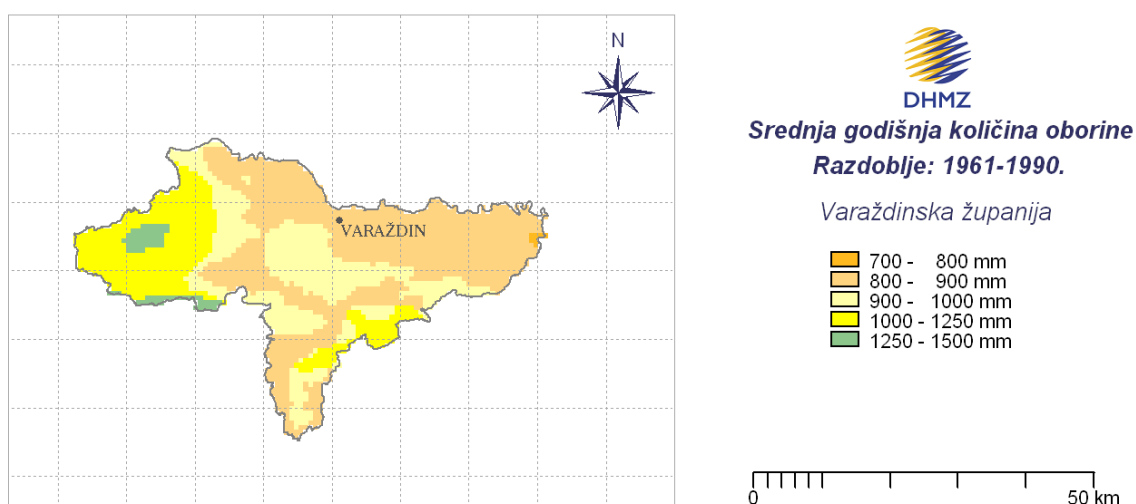 N
VARAŽDIN
DHMZ
Srednja godišnja količina oborine
Razdoblje: 1961-1990.
Varaždinska županija
700 - 800 mm
800 - 900 mm
900 - 1000 mm
1000 - 1250 mm
1250 - 1500 mm
0 50 km